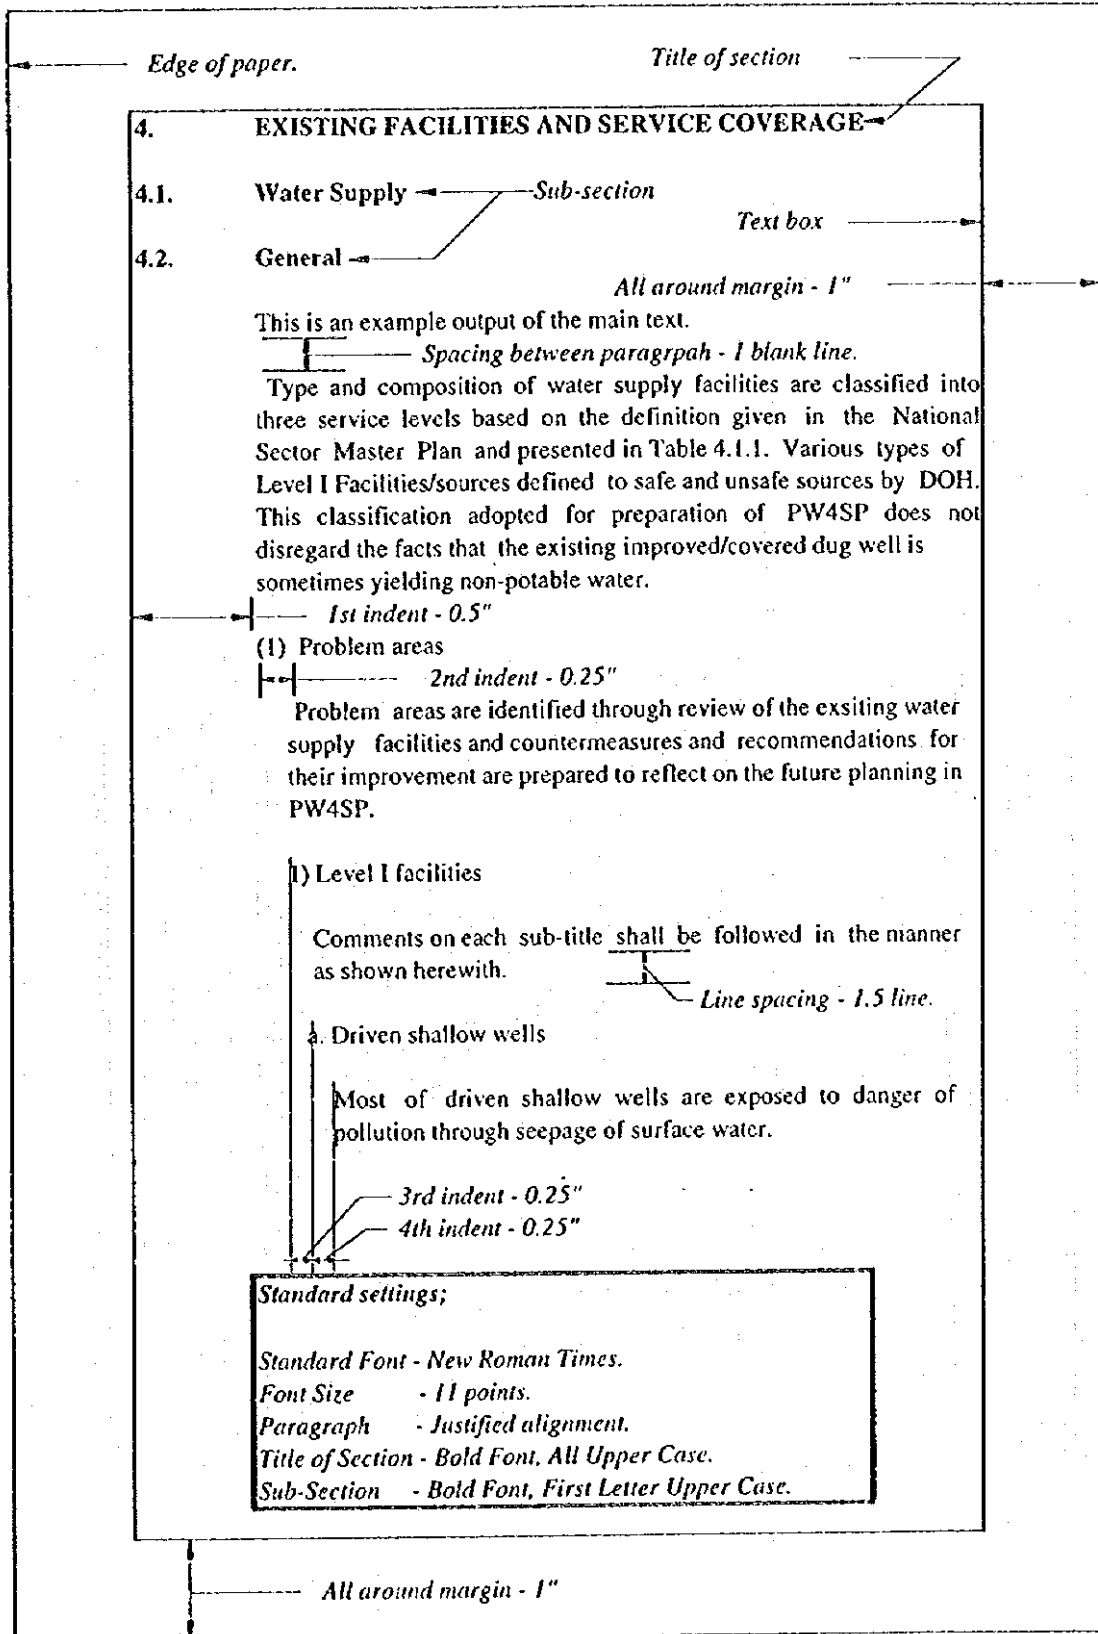 Edge of paper.
Title of section
4. EXISTING FACILITIES AND SERVICE COVERAGE
4.1. Water Supply
Sub-section
Text box
4.2. General
All around margin - 1"
This is an example output of the main text.
Spacing between paragrpah - 1 blank line.
Type and composition of water supply facilities are classified into
three service levels based on the definition given in the National
Sector Master Plan and presented in Table 4.1.1. Various types of
Level I Facilities/sources defined to safe and unsafe sources by DOH.
This classification adopted for preparation of PW4SP does not
disregard the facts that the existing improved/covered dug well is
sometimes yielding non-potable water.
1st indent - 0.5"
(1) Problem areas
2nd indent - 0.25"
Problem areas are identified through review of the exsiting water
supply facilities and countermeasures and recommendations for
their improvement are prepared to reflect on the future planning in
PW4SP.
1) Level I facilities
Comments on each sub-title shall be followed in the manner
as shown herewith.
Line spacing - 1.5 line.
a. Driven shallow wells
Most of driven shallow wells are exposed to danger of
pollution through seepage of surface water.
3rd indent - 0.25"
4th indent - 0.25"
Standard settings;
Standard Font - New Roman Times.
Font Size - 11 points.
Paragraph - Justified alignment.
Title of Section - Bold Font, All Upper Case.
Sub-Section - Bold Font, First Letter Upper Case.
All around margin - 1"